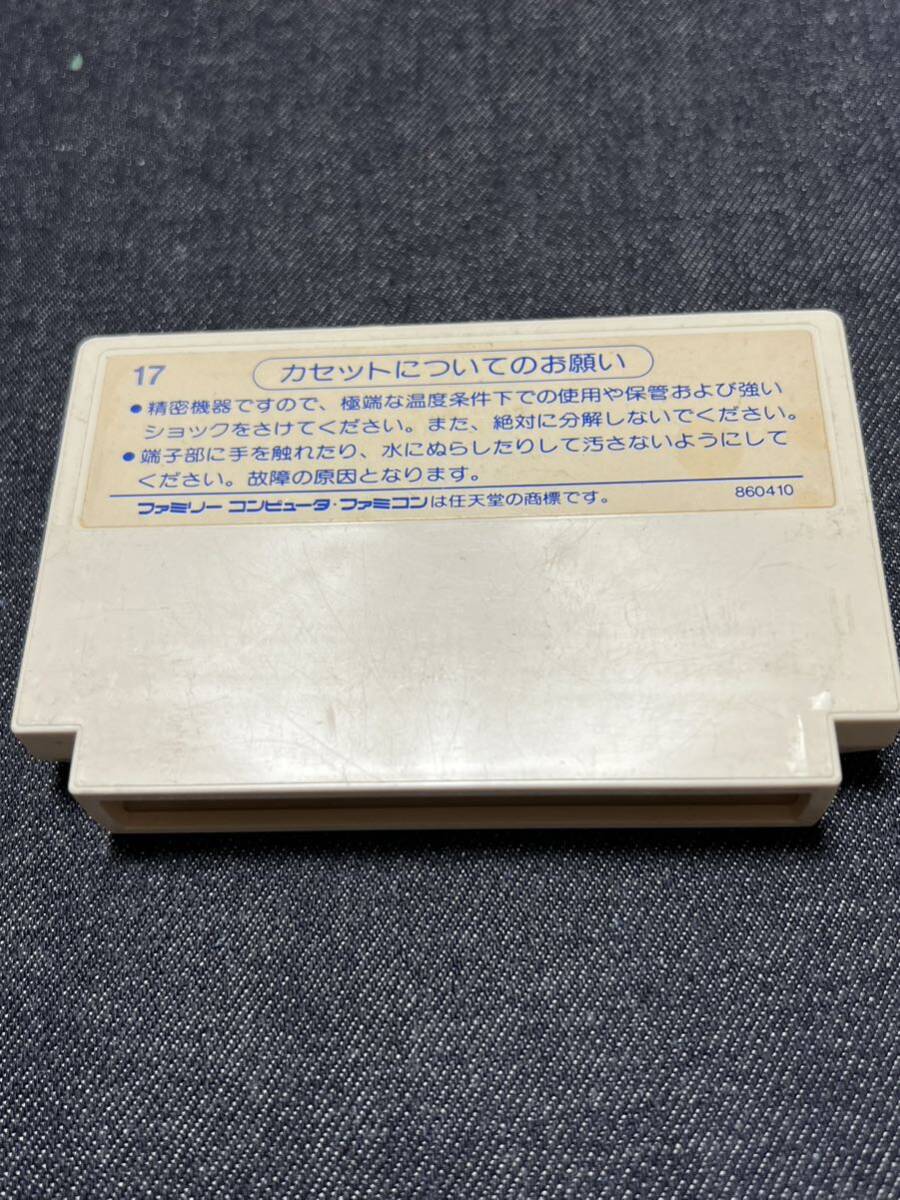 17
カセットについてのお願い
●精密機器ですので、極端な温度条件下での使用や保管および強い
ショックをさけてください。また、絶対に分解しないでください。
●端子部に手を触れたり、水にぬらしたりして汚さないようにして
ください。故障の原因となります。
ファミリー コンピュータ・ファミコンは任天堂の商標です。
860410